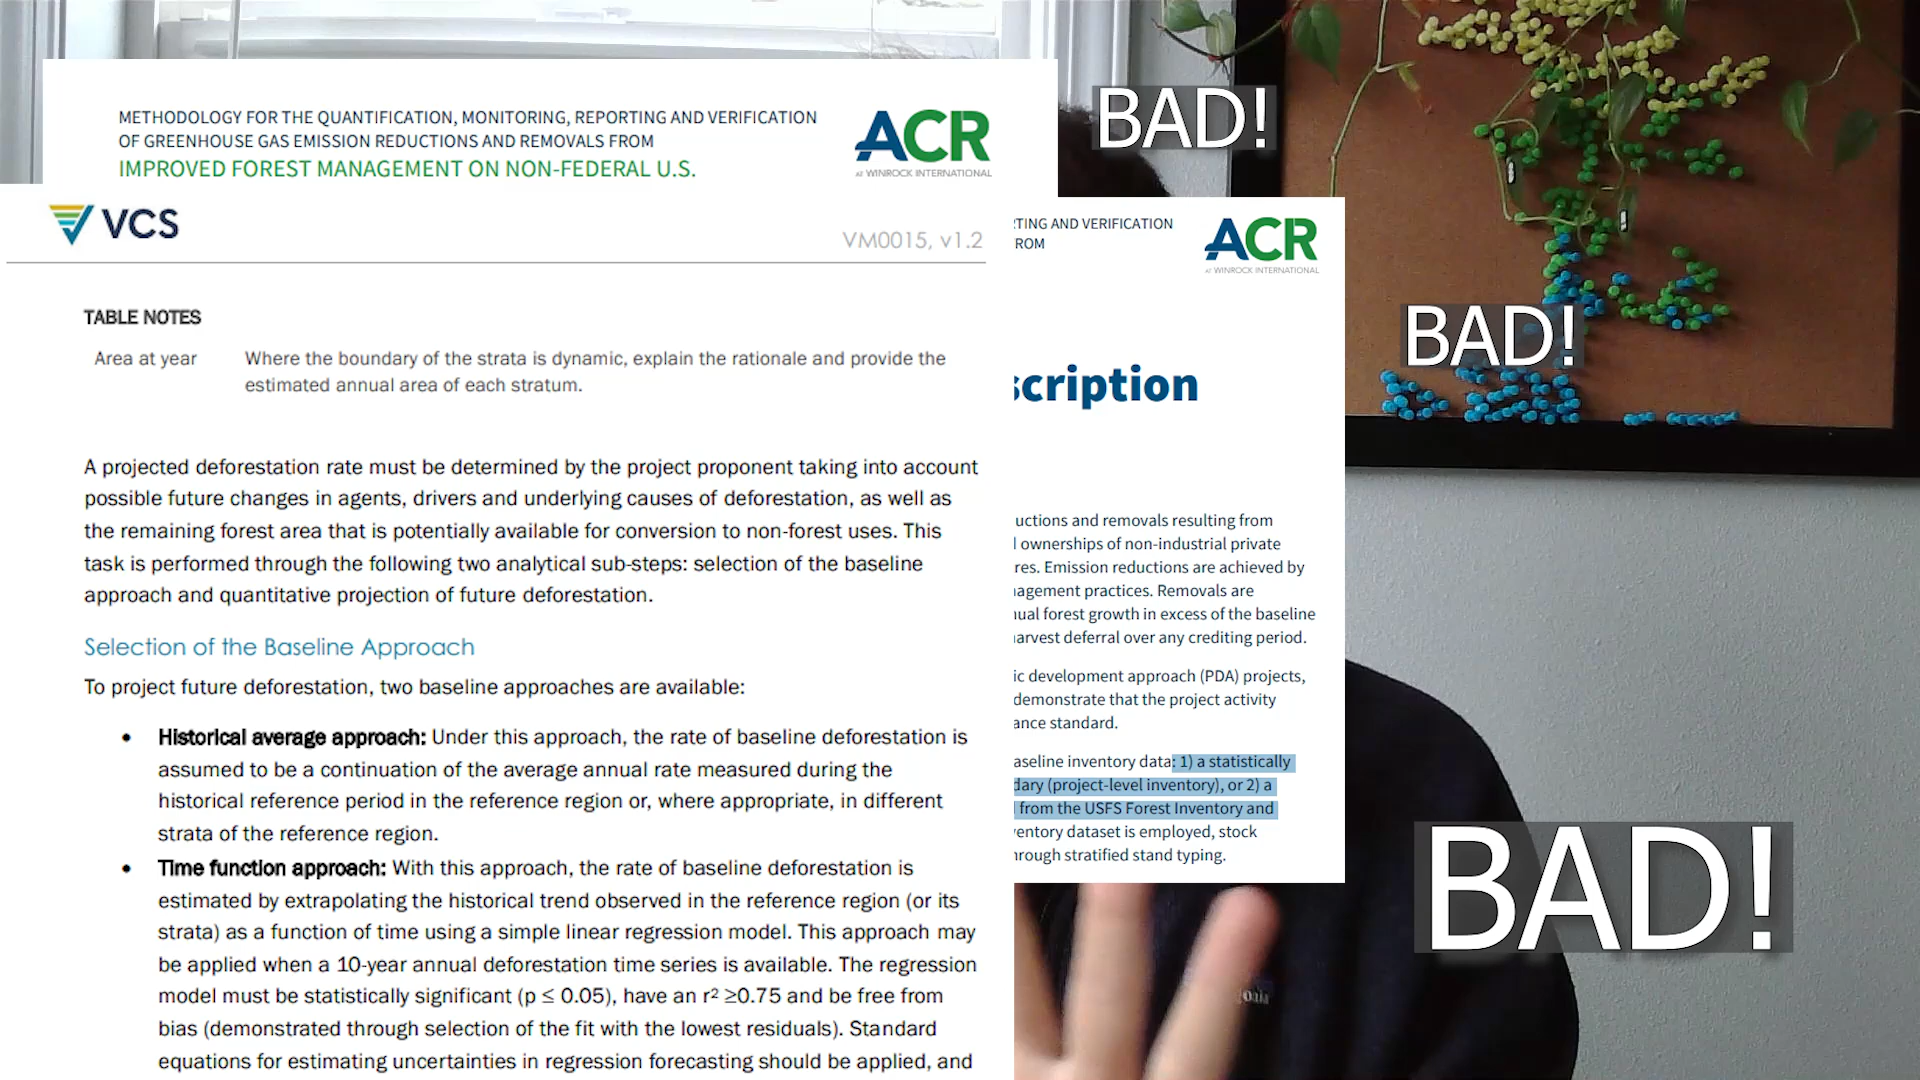 METHODOLOGY FOR THE QUANTIFICATION, MONITORING, REPORTING AND VERIFICATION
OF GREENHOUSE GAS EMISSION REDUCTIONS AND REMOVALS FROM
IMPROVED FOREST MANAGEMENT ON NON-FEDERAL U.S.
ACR
AT WINROCK INTERNATIONAL
BAD!
VCS
VM0015, v1.2
TABLE NOTES
Area at year Where the boundary of the strata is dynamic, explain the rationale and provide the
estimated annual area of each stratum.
A projected deforestation rate must be determined by the project proponent taking into account
possible future changes in agents, drivers and underlying causes of deforestation, as well as
the remaining forest area that is potentially available for conversion to non-forest uses. This
task is performed through the following two analytical sub-steps: selection of the baseline
approach and quantitative projection of future deforestation.
Selection of the Baseline Approach
To project future deforestation, two baseline approaches are available:
• Historical average approach: Under this approach, the rate of baseline deforestation is
assumed to be a continuation of the average annual rate measured during the
historical reference period in the reference region or, where appropriate, in different
strata of the reference region.
• Time function approach: With this approach, the rate of baseline deforestation is
estimated by extrapolating the historical trend observed in the reference region (or its
strata) as a function of time using a simple linear regression model. This approach may
be applied when a 10-year annual deforestation time series is available. The regression
model must be statistically significant (p ≤ 0.05), have an r² ≥0.75 and be free from
bias (demonstrated through selection of the fit with the lowest residuals). Standard
equations for estimating uncertainties in regression forecasting should be applied, and
TING AND VERIFICATION
ROM
ACR
AT WINROCK INTERNATIONAL
scription
uctions and removals resulting from
ownerships of non-industrial private
res. Emission reductions are achieved by
agement practices. Removals are
ual forest growth in excess of the baseline
arvest deferral over any crediting period.
ic development approach (PDA) projects,
demonstrate that the project activity
ance standard.
aseline inventory data: 1) a statistically
dary (project-level inventory), or 2) a
from the USFS Forest Inventory and
ventory dataset is employed, stock
hrough stratified stand typing.
BAD!
BAD!